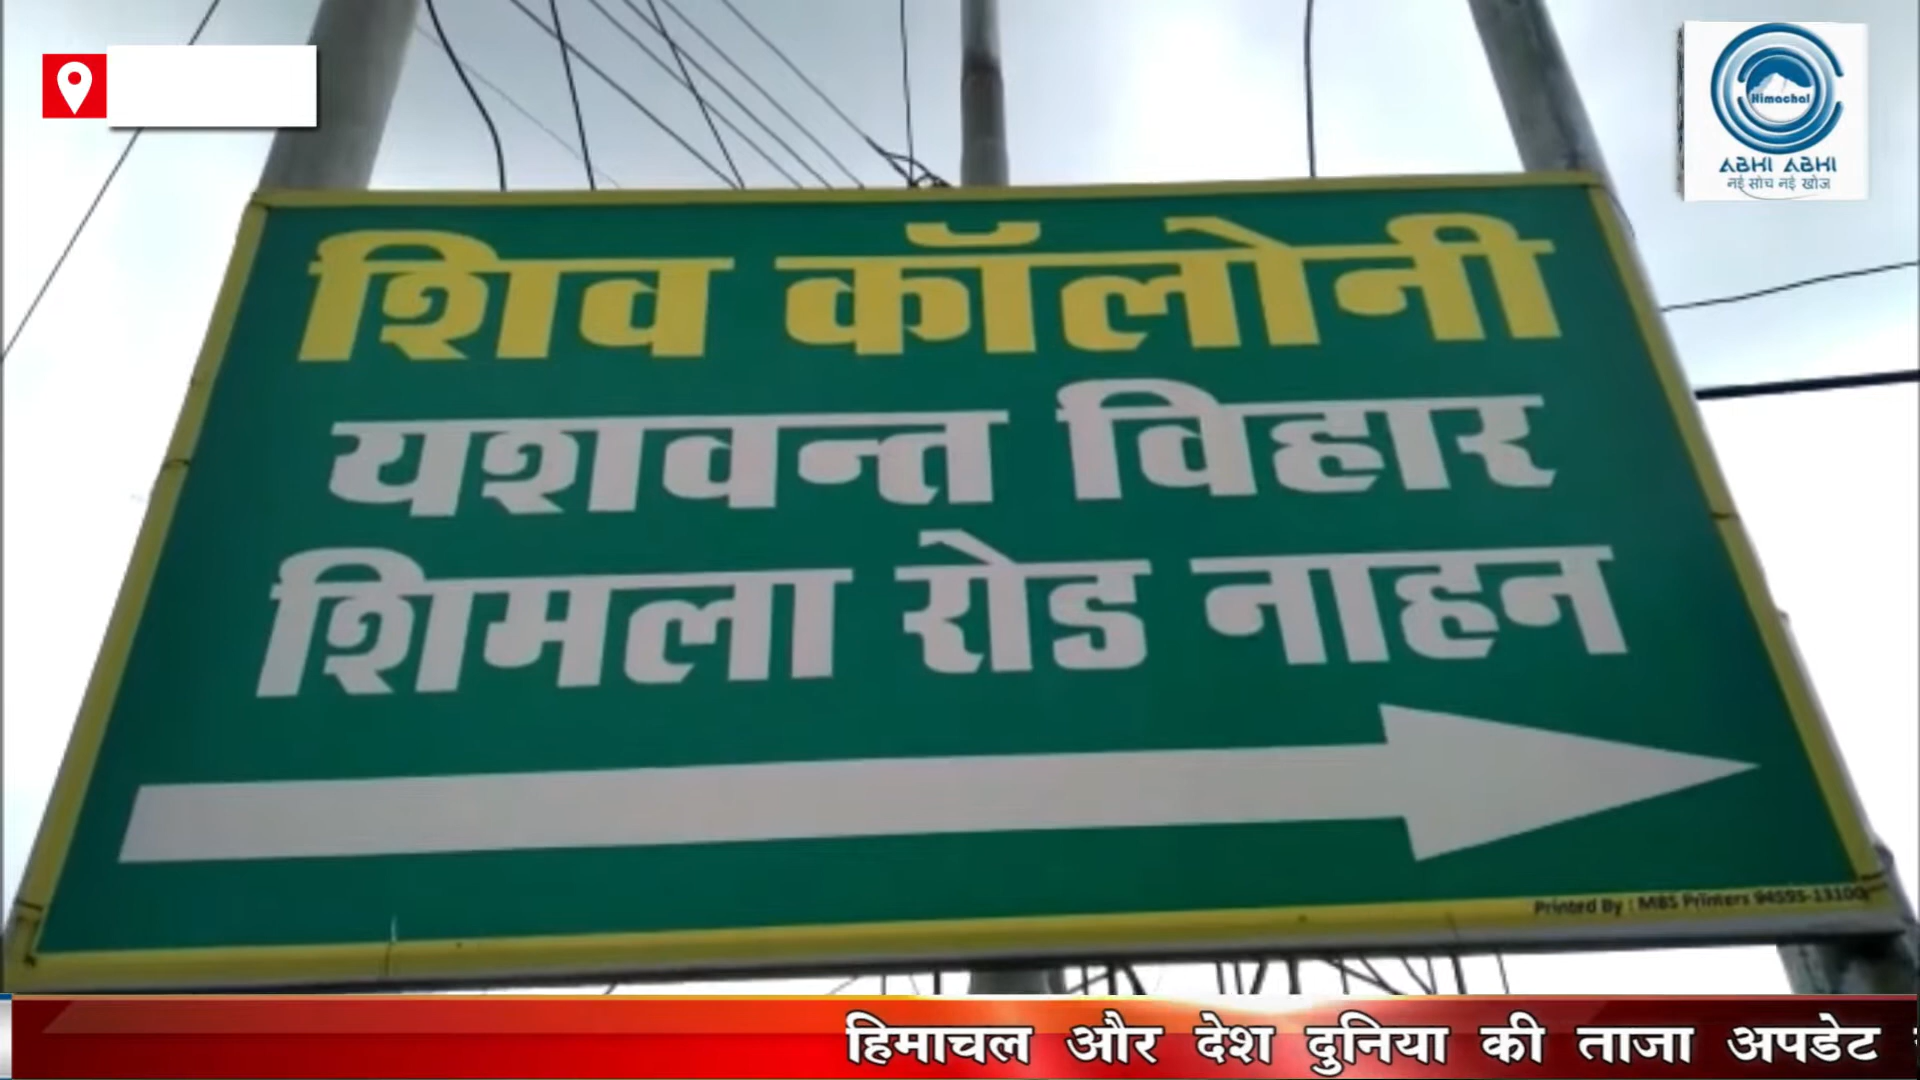 Himachal
ABHI ABHI
नई सोच नई खोज
शिव कॉलोनी
यशवन्त विहार
शिमला रोड नाहन
Printed By : MBS Printers 94595-13100
हिमाचल और देश दुनिया की ताजा अपडेट